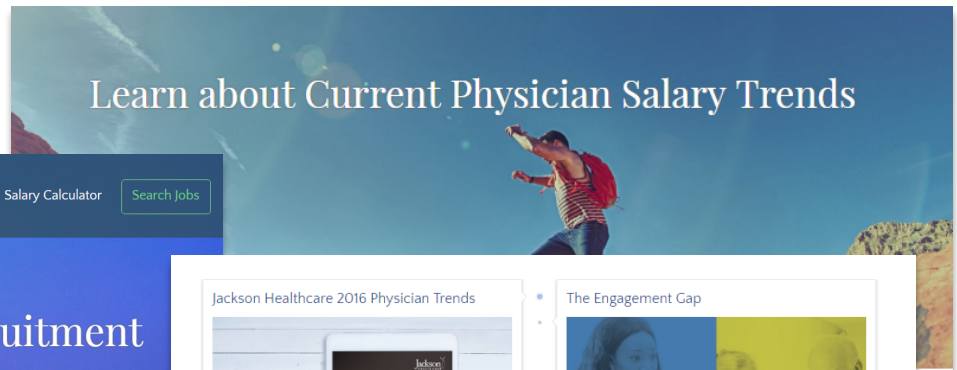 Learn about Current Physician Salary Trends
Salary Calculator
Search Jobs
uitment
Jackson Healthcare 2016 Physician Trends
The Engagement Gap
Jackson